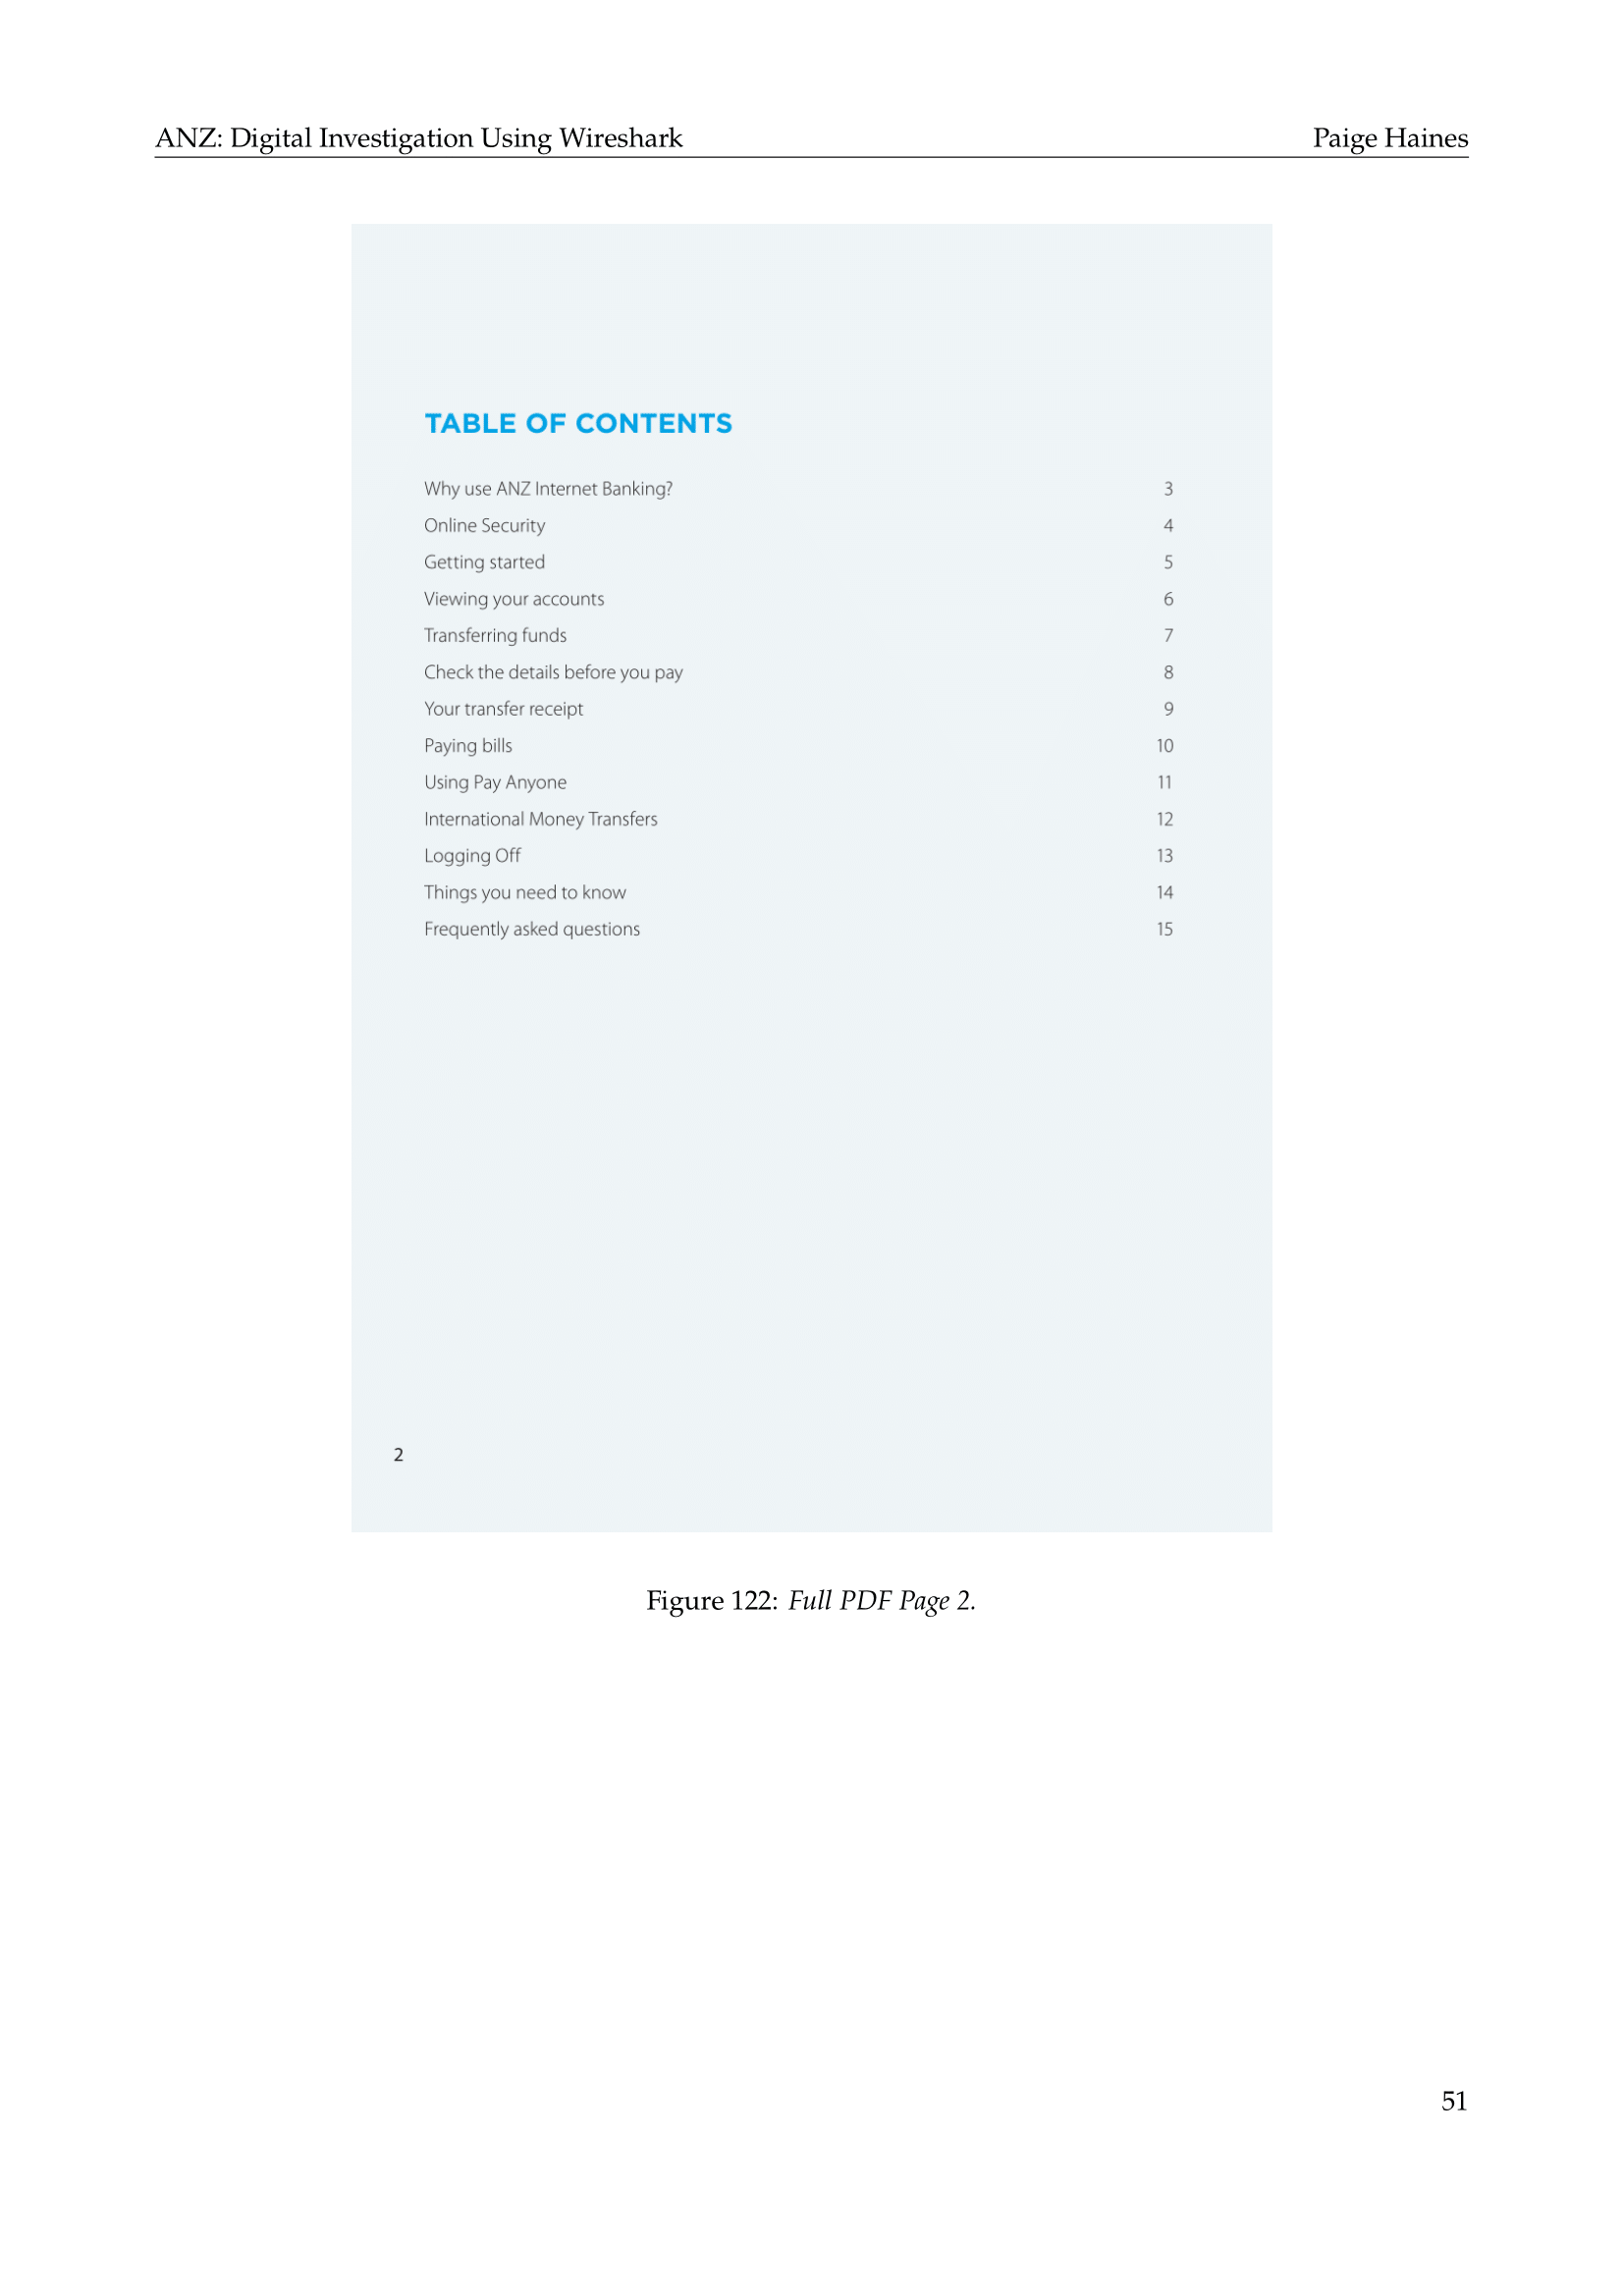 ANZ: Digital Investigation Using Wireshark Paige Haines
TABLE OF CONTENTS
Why use ANZ Internet Banking? 3
Online Security 4
Getting started 5
Viewing your accounts 6
Transferring funds 7
Check the details before you pay 8
Your transfer receipt 9
Paying bills 10
Using Pay Anyone 11
International Money Transfers 12
Logging Off 13
Things you need to know 14
Frequently asked questions 15
2
Figure 122: Full PDF Page 2.
51